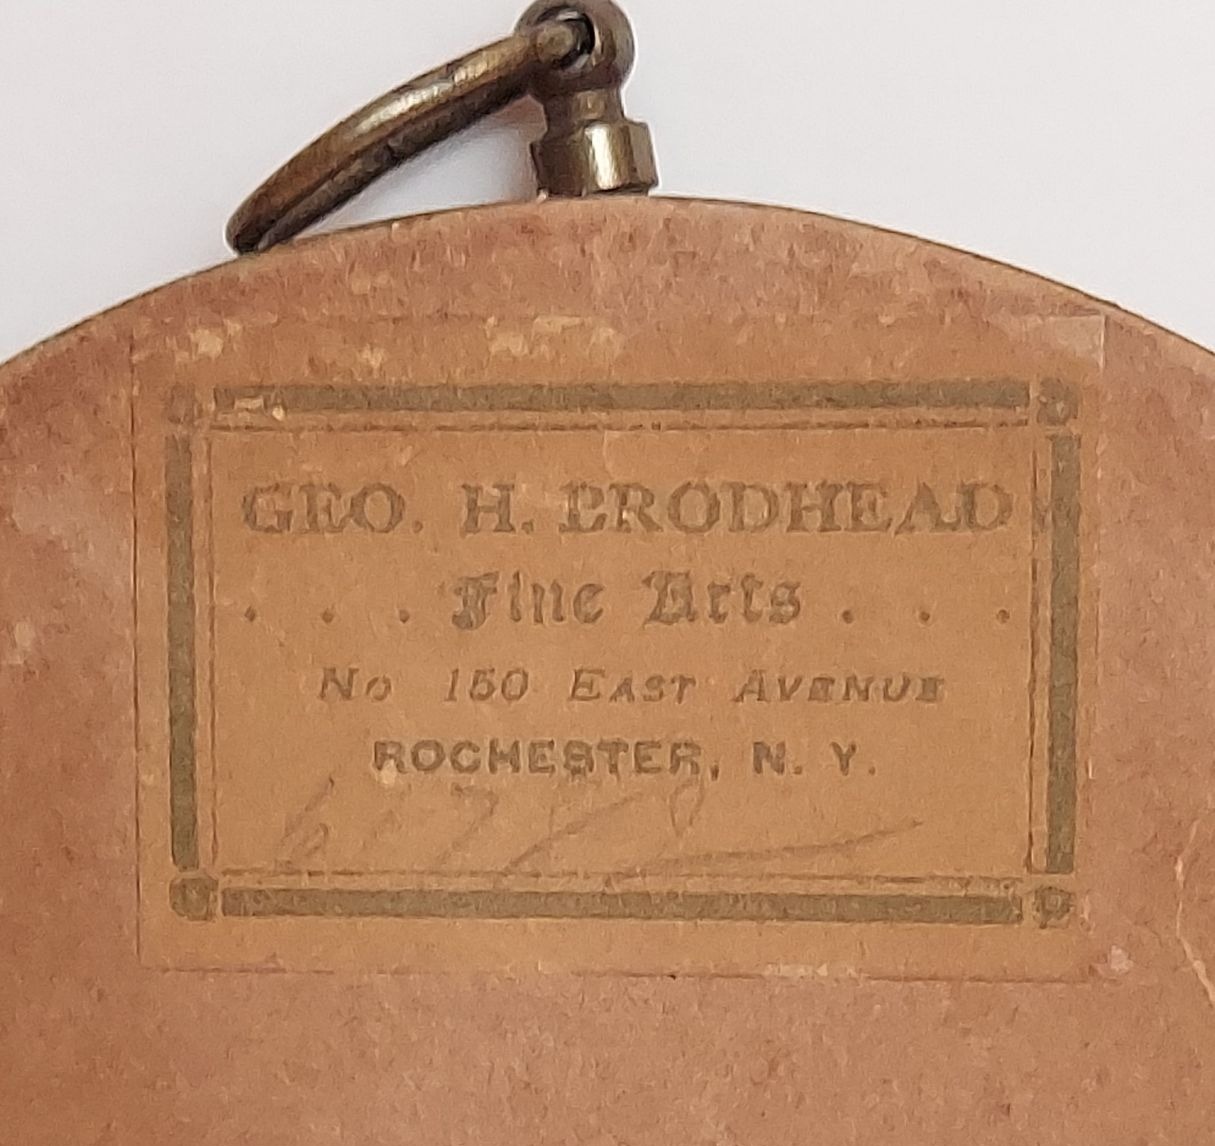 GEO. H. BRODHEAD
. . . Fine Arts . . .
No 150 EAST AVENUE
ROCHESTER, N. Y.